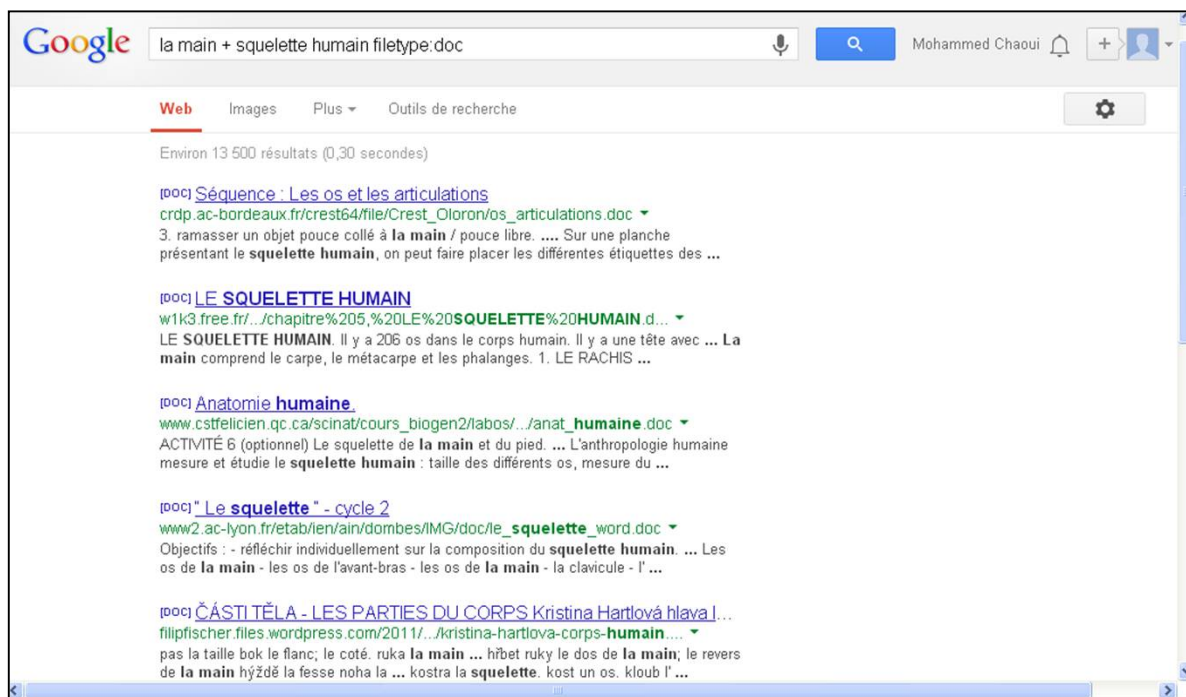 Google la main + squelette humain filetype:doc Mohammed Chaoui +
Web Images Plus Outils de recherche
Environ 13 500 résultats (0,30 secondes)
[DOC] Séquence : Les os et les articulations
crdp.ac-bordeaux.fr/crest64/file/Crest_Oloron/os_articulations.doc
3. ramasser un objet pouce collé à la main / pouce libre. .... Sur une planche
présentant le squelette humain, on peut faire placer les différentes étiquettes des ...
[DOC] LE SQUELETTE HUMAIN
w1k3.free.fr/.../chapitre%205,%20LE%20SQUELETTE%20HUMAIN.d...
LE SQUELETTE HUMAIN. Il y a 206 os dans le corps humain. Il y a une tête avec ... La
main comprend le carpe, le métacarpe et les phalanges. 1. LE RACHIS ...
[DOC] Anatomie humaine.
www.cstfelicien.qc.ca/scinat/cours_biogen2/labos/.../anat_humaine.doc
ACTIVITÉ 6 (optionnel) Le squelette de la main et du pied. ... L'anthropologie humaine
mesure et étudie le squelette humain : taille des différents os, mesure du ...
[DOC] " Le squelette " - cycle 2
www2.ac-lyon.fr/etab/ien/ain/dombes/IMG/doc/le_squelette_word.doc
Objectifs : - réfléchir individuellement sur la composition du squelette humain. ... Les
os de la main - les os de l'avant-bras - les os de la main - la clavicule - l' ...
[DOC] ČÁSTI TĚLA - LES PARTIES DU CORPS Kristina Hartlová hlava l...
filipfischer.files.wordpress.com/2011/.../kristina-hartlova-corps-humain....
pas la taille bok le flanc; le coté. ruka la main ... hřbet ruky le dos de la main; le revers
de la main hýždě la fesse noha la ... kostra la squelette. kost un os. kloub l' ...